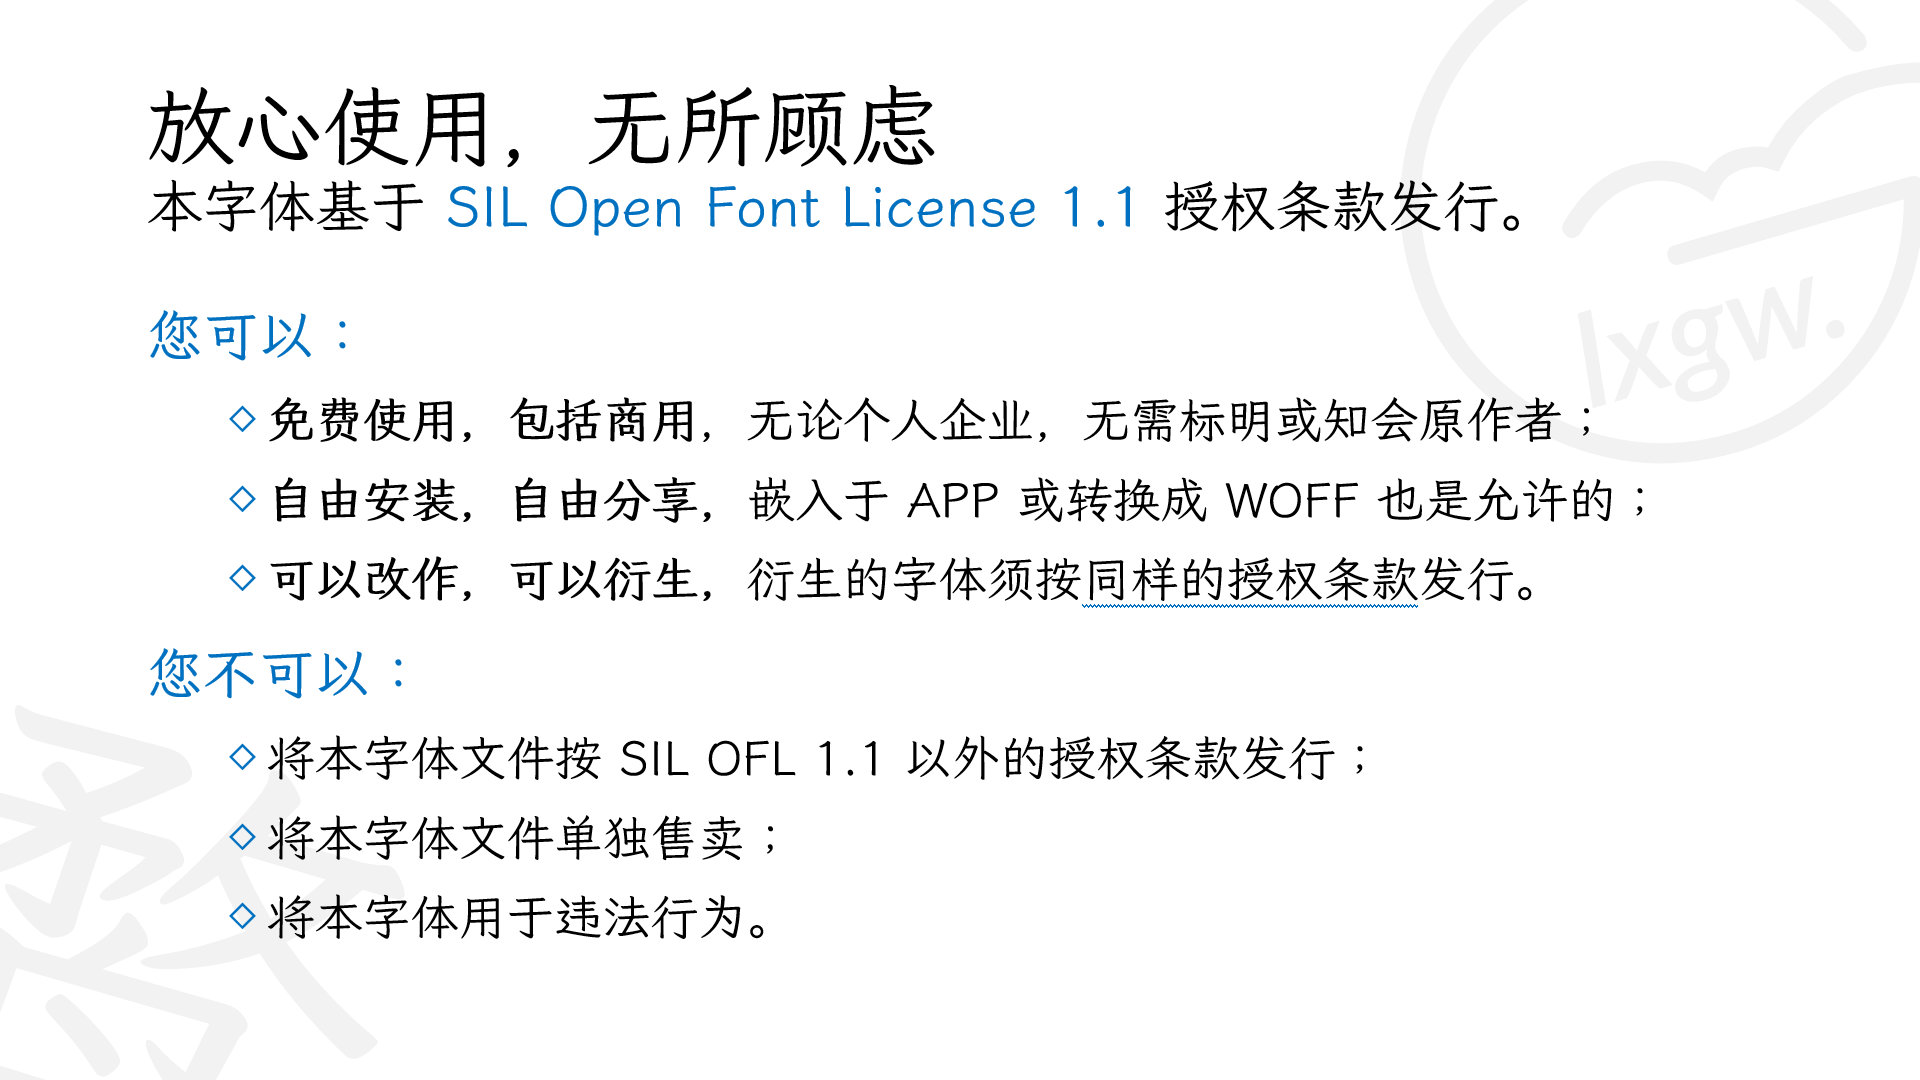 放心使用，无所顾虑
本字体基于 SIL Open Font License 1.1 授权条款发行。
您可以：
◇免费使用，包括商用，无论个人企业，无需标明或知会原作者；
◇自由安装，自由分享，嵌入于 APP 或转换成 WOFF 也是允许的；
◇可以改作，可以衍生，衍生的字体须按同样的授权条款发行。
您不可以：
◇将本字体文件按 SIL OFL 1.1 以外的授权条款发行；
◇将本字体文件单独售卖；
◇将本字体用于违法行为。
lxgw.